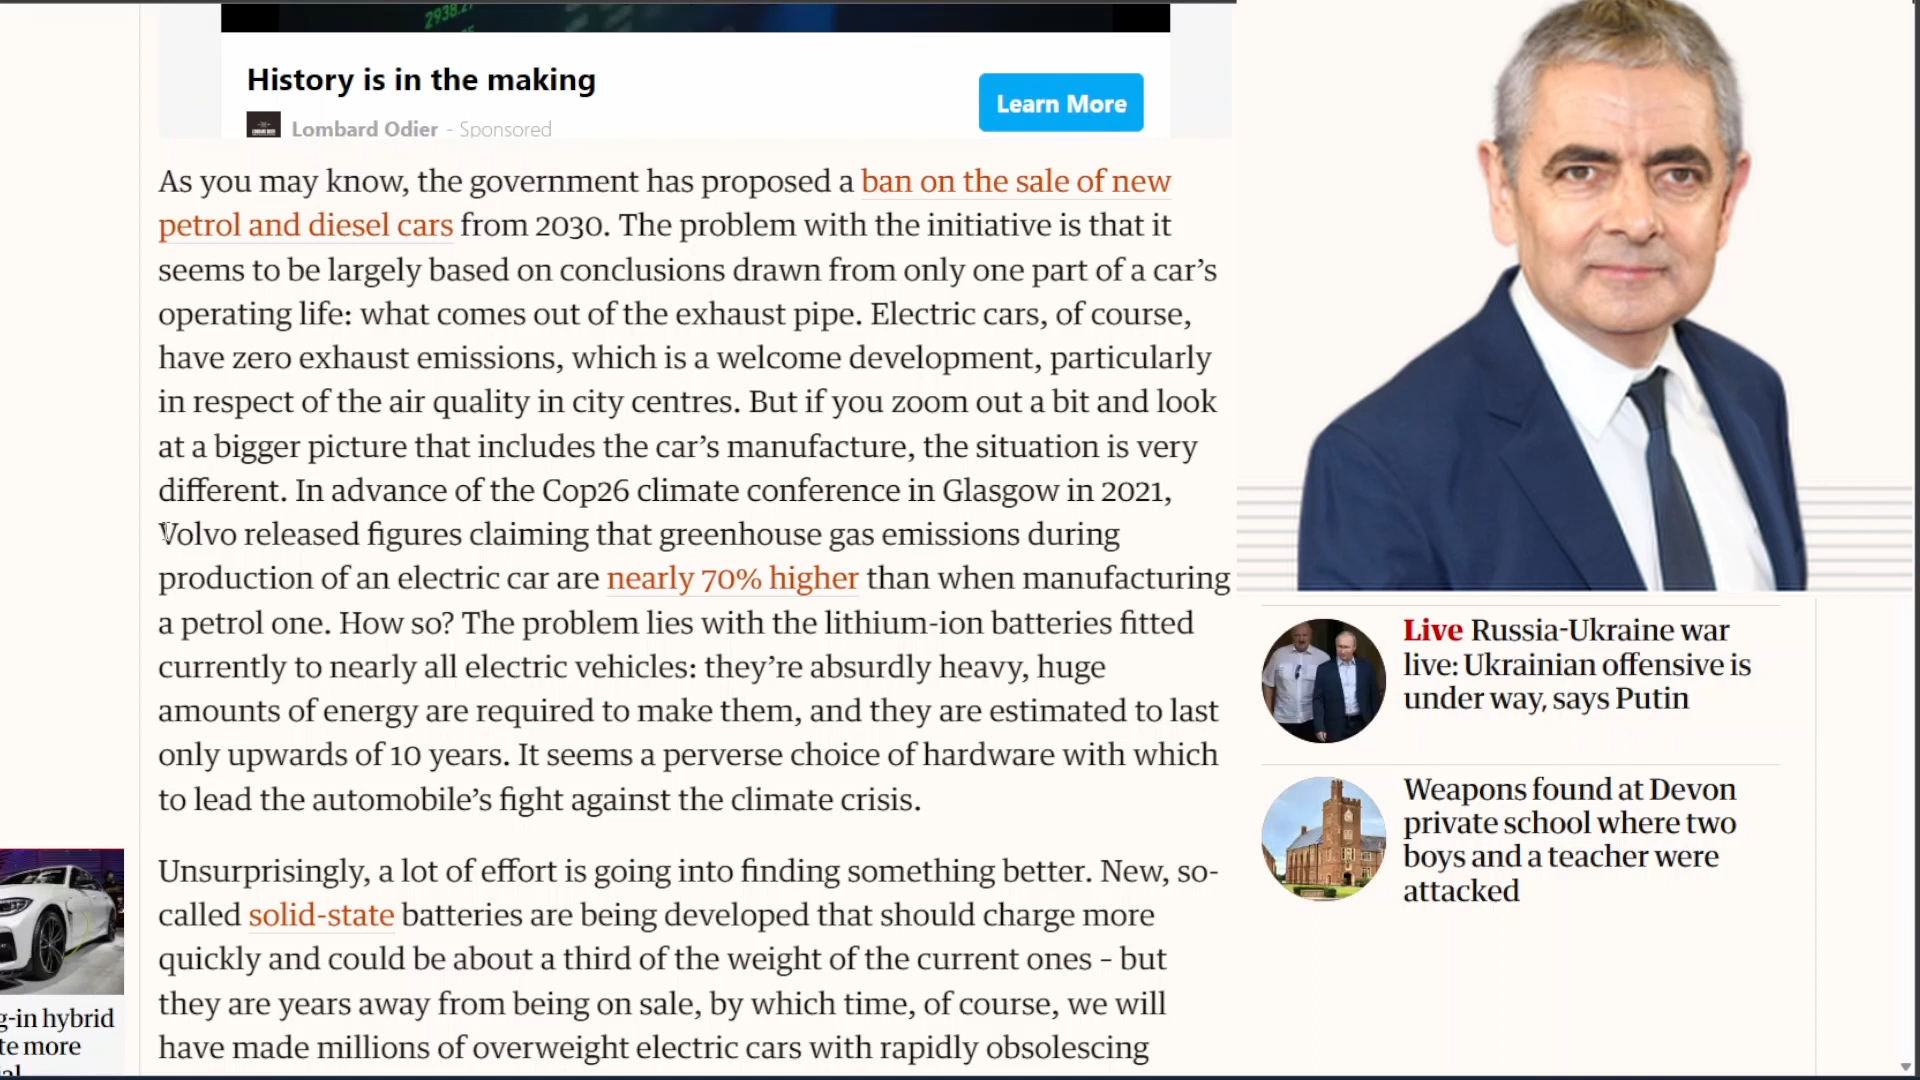 2938.2
History is in the making
Learn More
Lombard Odier - Sponsored
As you may know, the government has proposed a ban on the sale of new
petrol and diesel cars from 2030. The problem with the initiative is that it
seems to be largely based on conclusions drawn from only one part of a car’s
operating life: what comes out of the exhaust pipe. Electric cars, of course,
have zero exhaust emissions, which is a welcome development, particularly
in respect of the air quality in city centres. But if you zoom out a bit and look
at a bigger picture that includes the car’s manufacture, the situation is very
different. In advance of the Cop26 climate conference in Glasgow in 2021,
Volvo released figures claiming that greenhouse gas emissions during
production of an electric car are nearly 70% higher than when manufacturing
a petrol one. How so? The problem lies with the lithium-ion batteries fitted
currently to nearly all electric vehicles: they’re absurdly heavy, huge
amounts of energy are required to make them, and they are estimated to last
only upwards of 10 years. It seems a perverse choice of hardware with which
to lead the automobile’s fight against the climate crisis.
Unsurprisingly, a lot of effort is going into finding something better. New, so-
called solid-state batteries are being developed that should charge more
quickly and could be about a third of the weight of the current ones – but
they are years away from being on sale, by which time, of course, we will
have made millions of overweight electric cars with rapidly obsolescing
Live Russia-Ukraine war
live: Ukrainian offensive is
under way, says Putin
Weapons found at Devon
private school where two
boys and a teacher were
attacked
g-in hybrid
te more